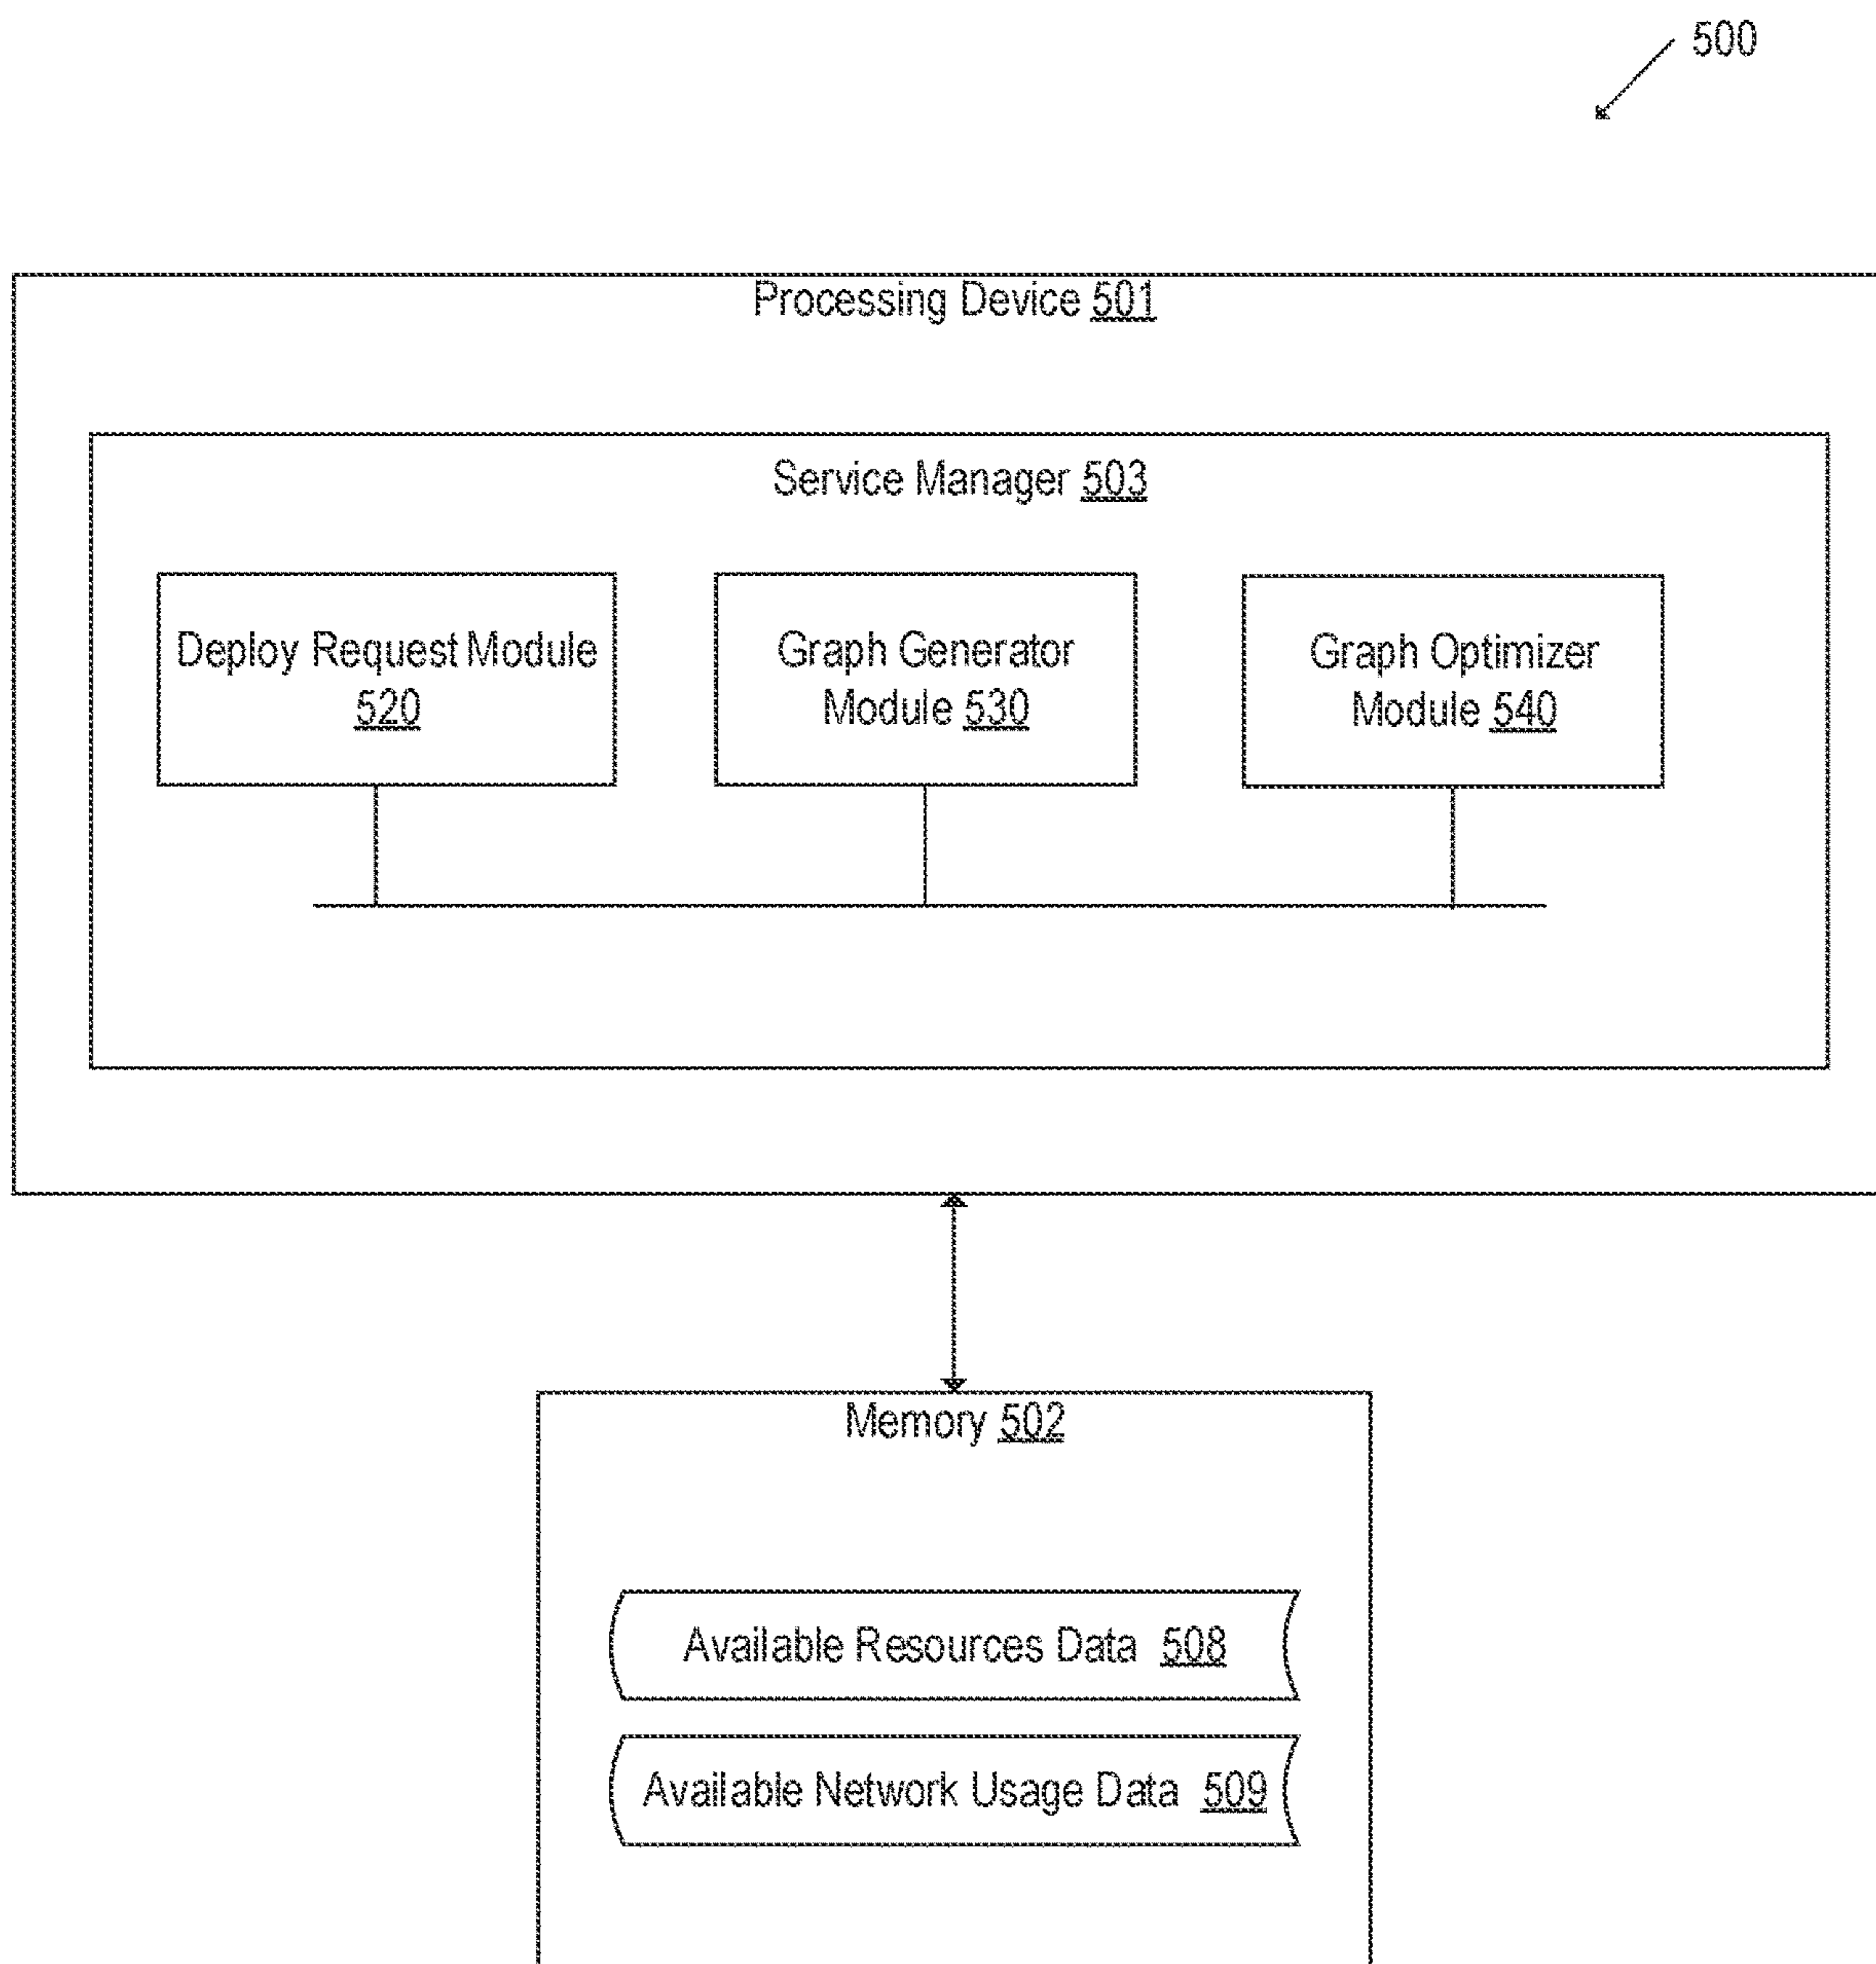 500
Processing Device 501
Service Manager 503
Deploy Request Module
520
Graph Generator
Module 530
Graph Optimizer
Module 540
Memory 502
Available Resources Data 508
Available Network Usage Data 509